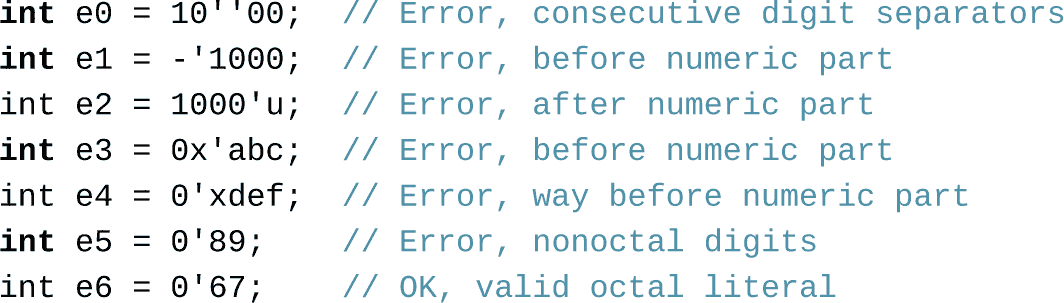 int e0 = 10''00;  // Error, consecutive digit separators
int e1 = -'1000;  // Error, before numeric part
int e2 = 1000'u;  // Error, after numeric part
int e3 = 0x'abc;  // Error, before numeric part
int e4 = 0'xdef;  // Error, way before numeric part
int e5 = 0'89;    // Error, nonoctal digits
int e6 = 0'67;    // OK, valid octal literal